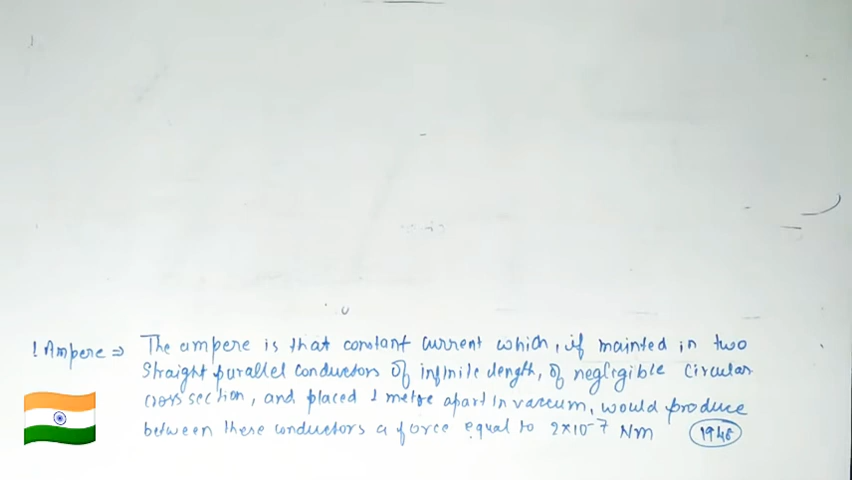 1 Ampere ⇒ The ampere is that constant current which, if mainted in two
straight parallel conductors of infinite length, of neglegible circular
cross section, and placed 1 metre apart in vaccum, would produce
between these conductors a force equal to 2×10⁻⁷ Nm 1948